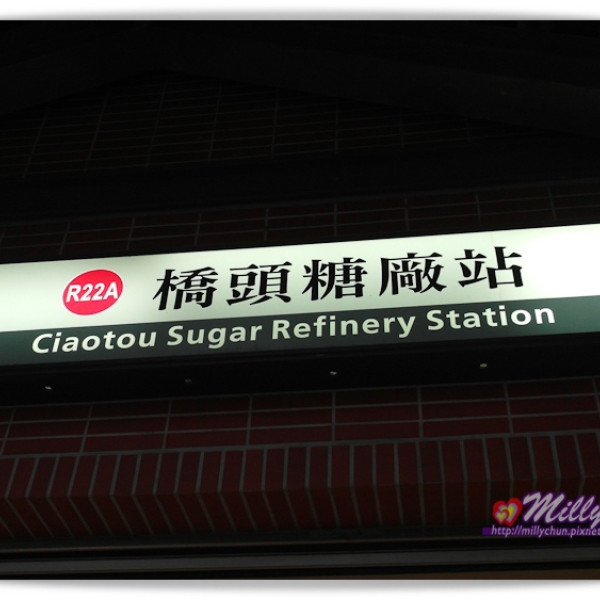 R22A 橋頭糖廠站
Ciaotou Sugar Refinery Station
Milly
http://millychun.pixnet